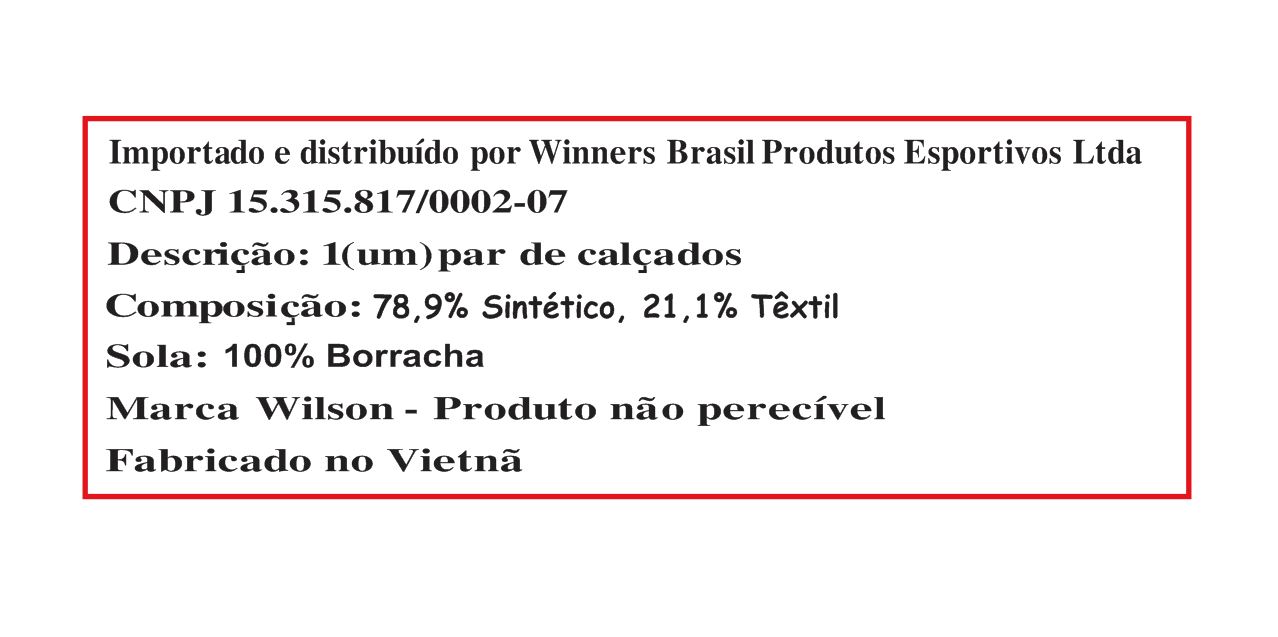 Importado e distribuído por Winners Brasil Produtos Esportivos Ltda
CNPJ 15.315.817/0002-07
Descrição: 1(um) par de calçados
Composição: 78,9% Sintético, 21,1% Têxtil
Sola: 100% Borracha
Marca Wilson - Produto não perecível
Fabricado no Vietnã